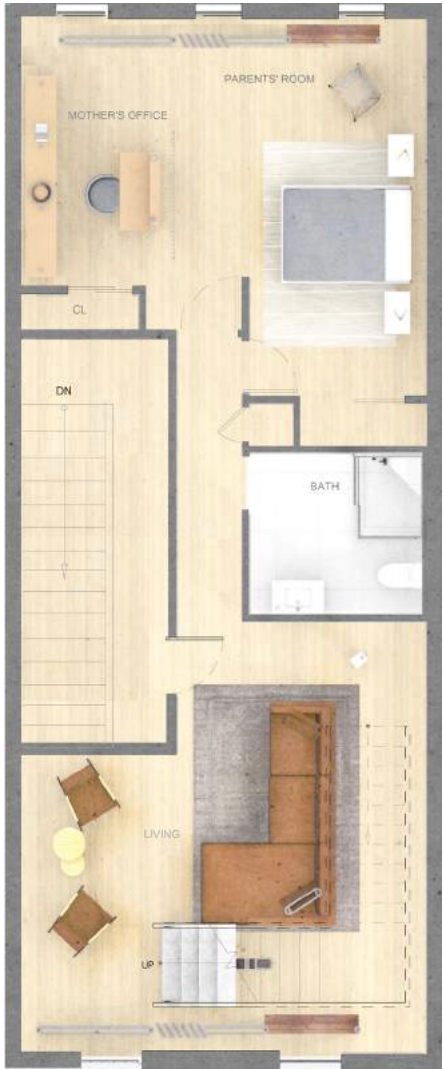 PARENTS' ROOM
MOTHER'S OFFICE
CL
DN
BATH
LIVING
UP